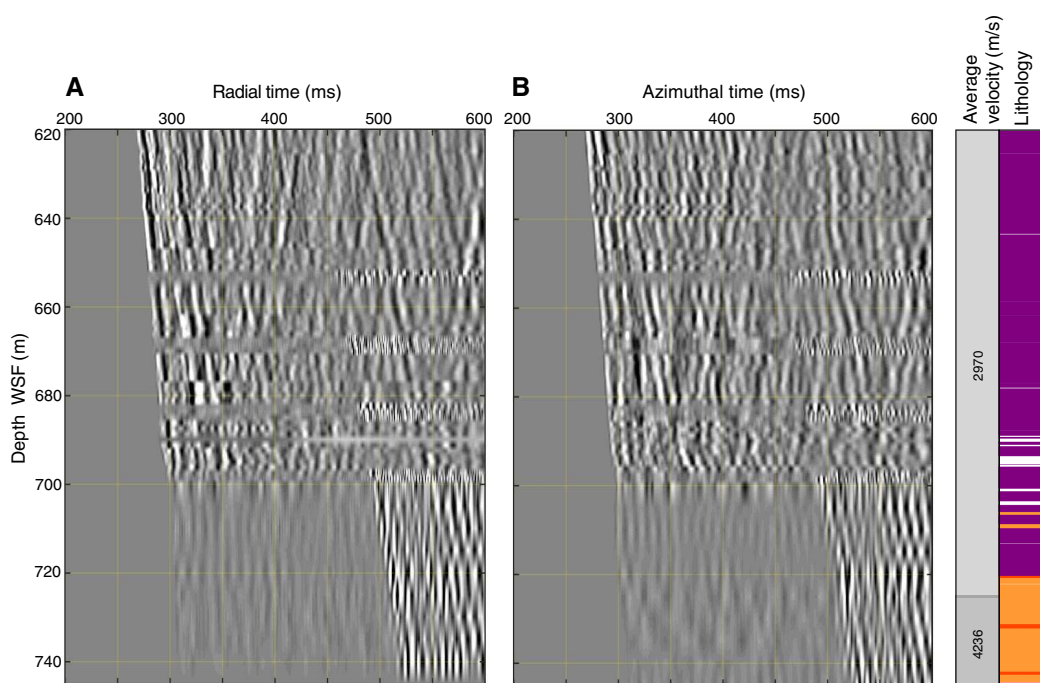 A
Radial time (ms)
200 300 400 500 600
B
Azimuthal time (ms)
200 300 400 500 600
Average
velocity (m/s)
Lithology
Depth WSF (m)
620
640
660
680
700
720
740
2970
4236